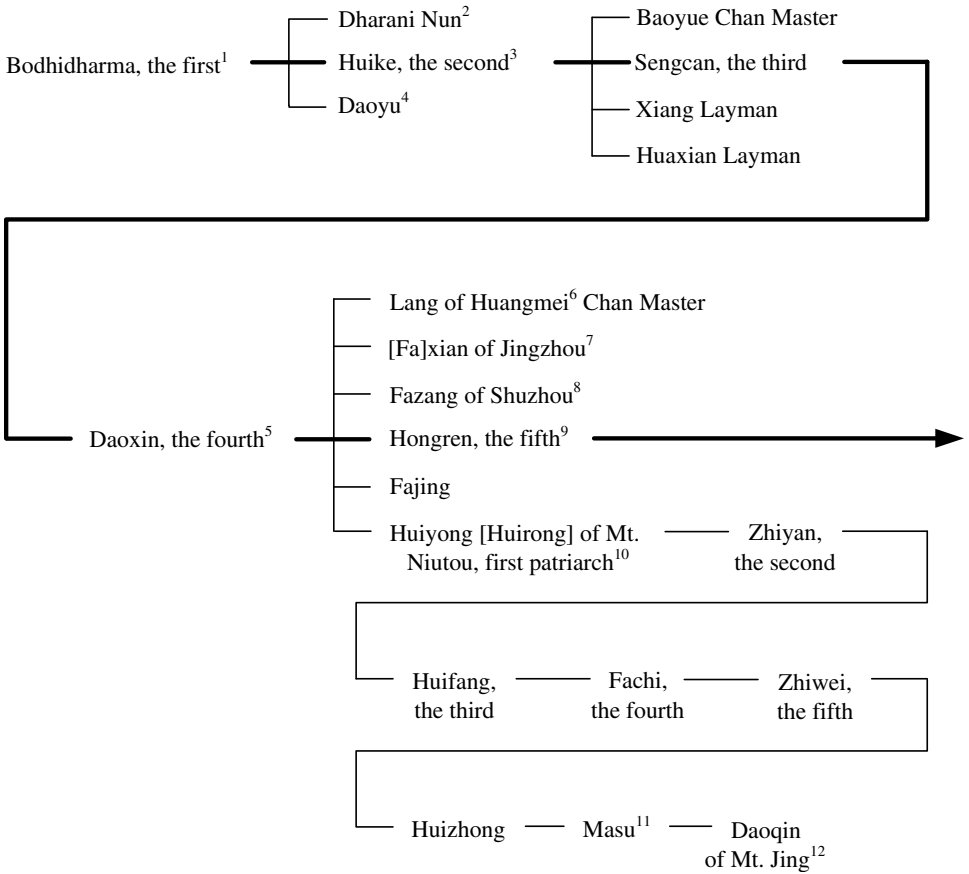 Bodhidharma, the first¹
Dharani Nun²
Huike, the second³
Daoyu⁴
Baoyue Chan Master
Sengcan, the third
Xiang Layman
Huaxian Layman
Daoxin, the fourth⁵
Lang of Huangmei⁶ Chan Master
[Fa]xian of Jingzhou⁷
Fazang of Shuzhou⁸
Hongren, the fifth⁹
Fajing
Huiyong [Huirong] of Mt.
Niutou, first patriarch¹⁰
Zhiyan,
the second
Huifang,
the third
Fachi,
the fourth
Zhiwei,
the fifth
Huizhong
Masu¹¹
Daoqin
of Mt. Jing¹²